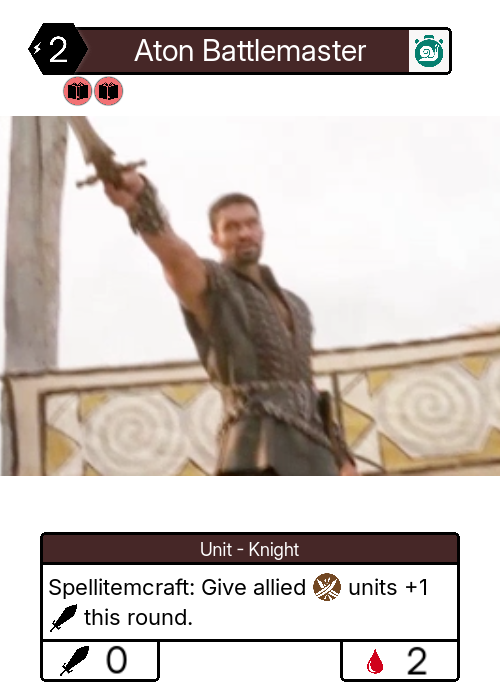 2
Aton Battlemaster
Unit - Knight
Spellitemcraft: Give allied units +1
this round.
0
2